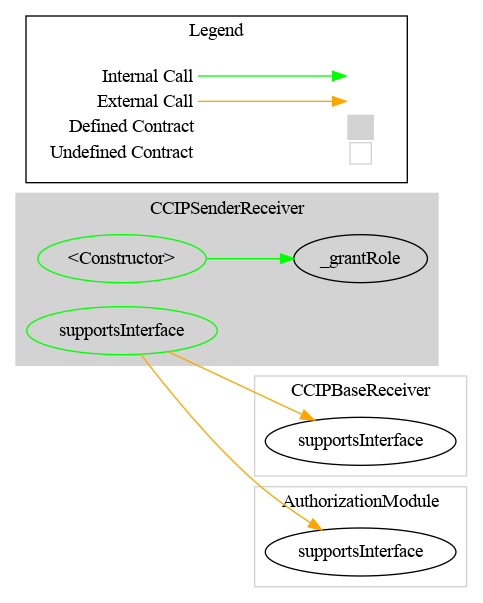 Legend
Internal Call
External Call
Defined Contract
Undefined Contract
CCIPSenderReceiver
<Constructor>
_grantRole
supportsInterface
CCIPBaseReceiver
supportsInterface
AuthorizationModule
supportsInterface